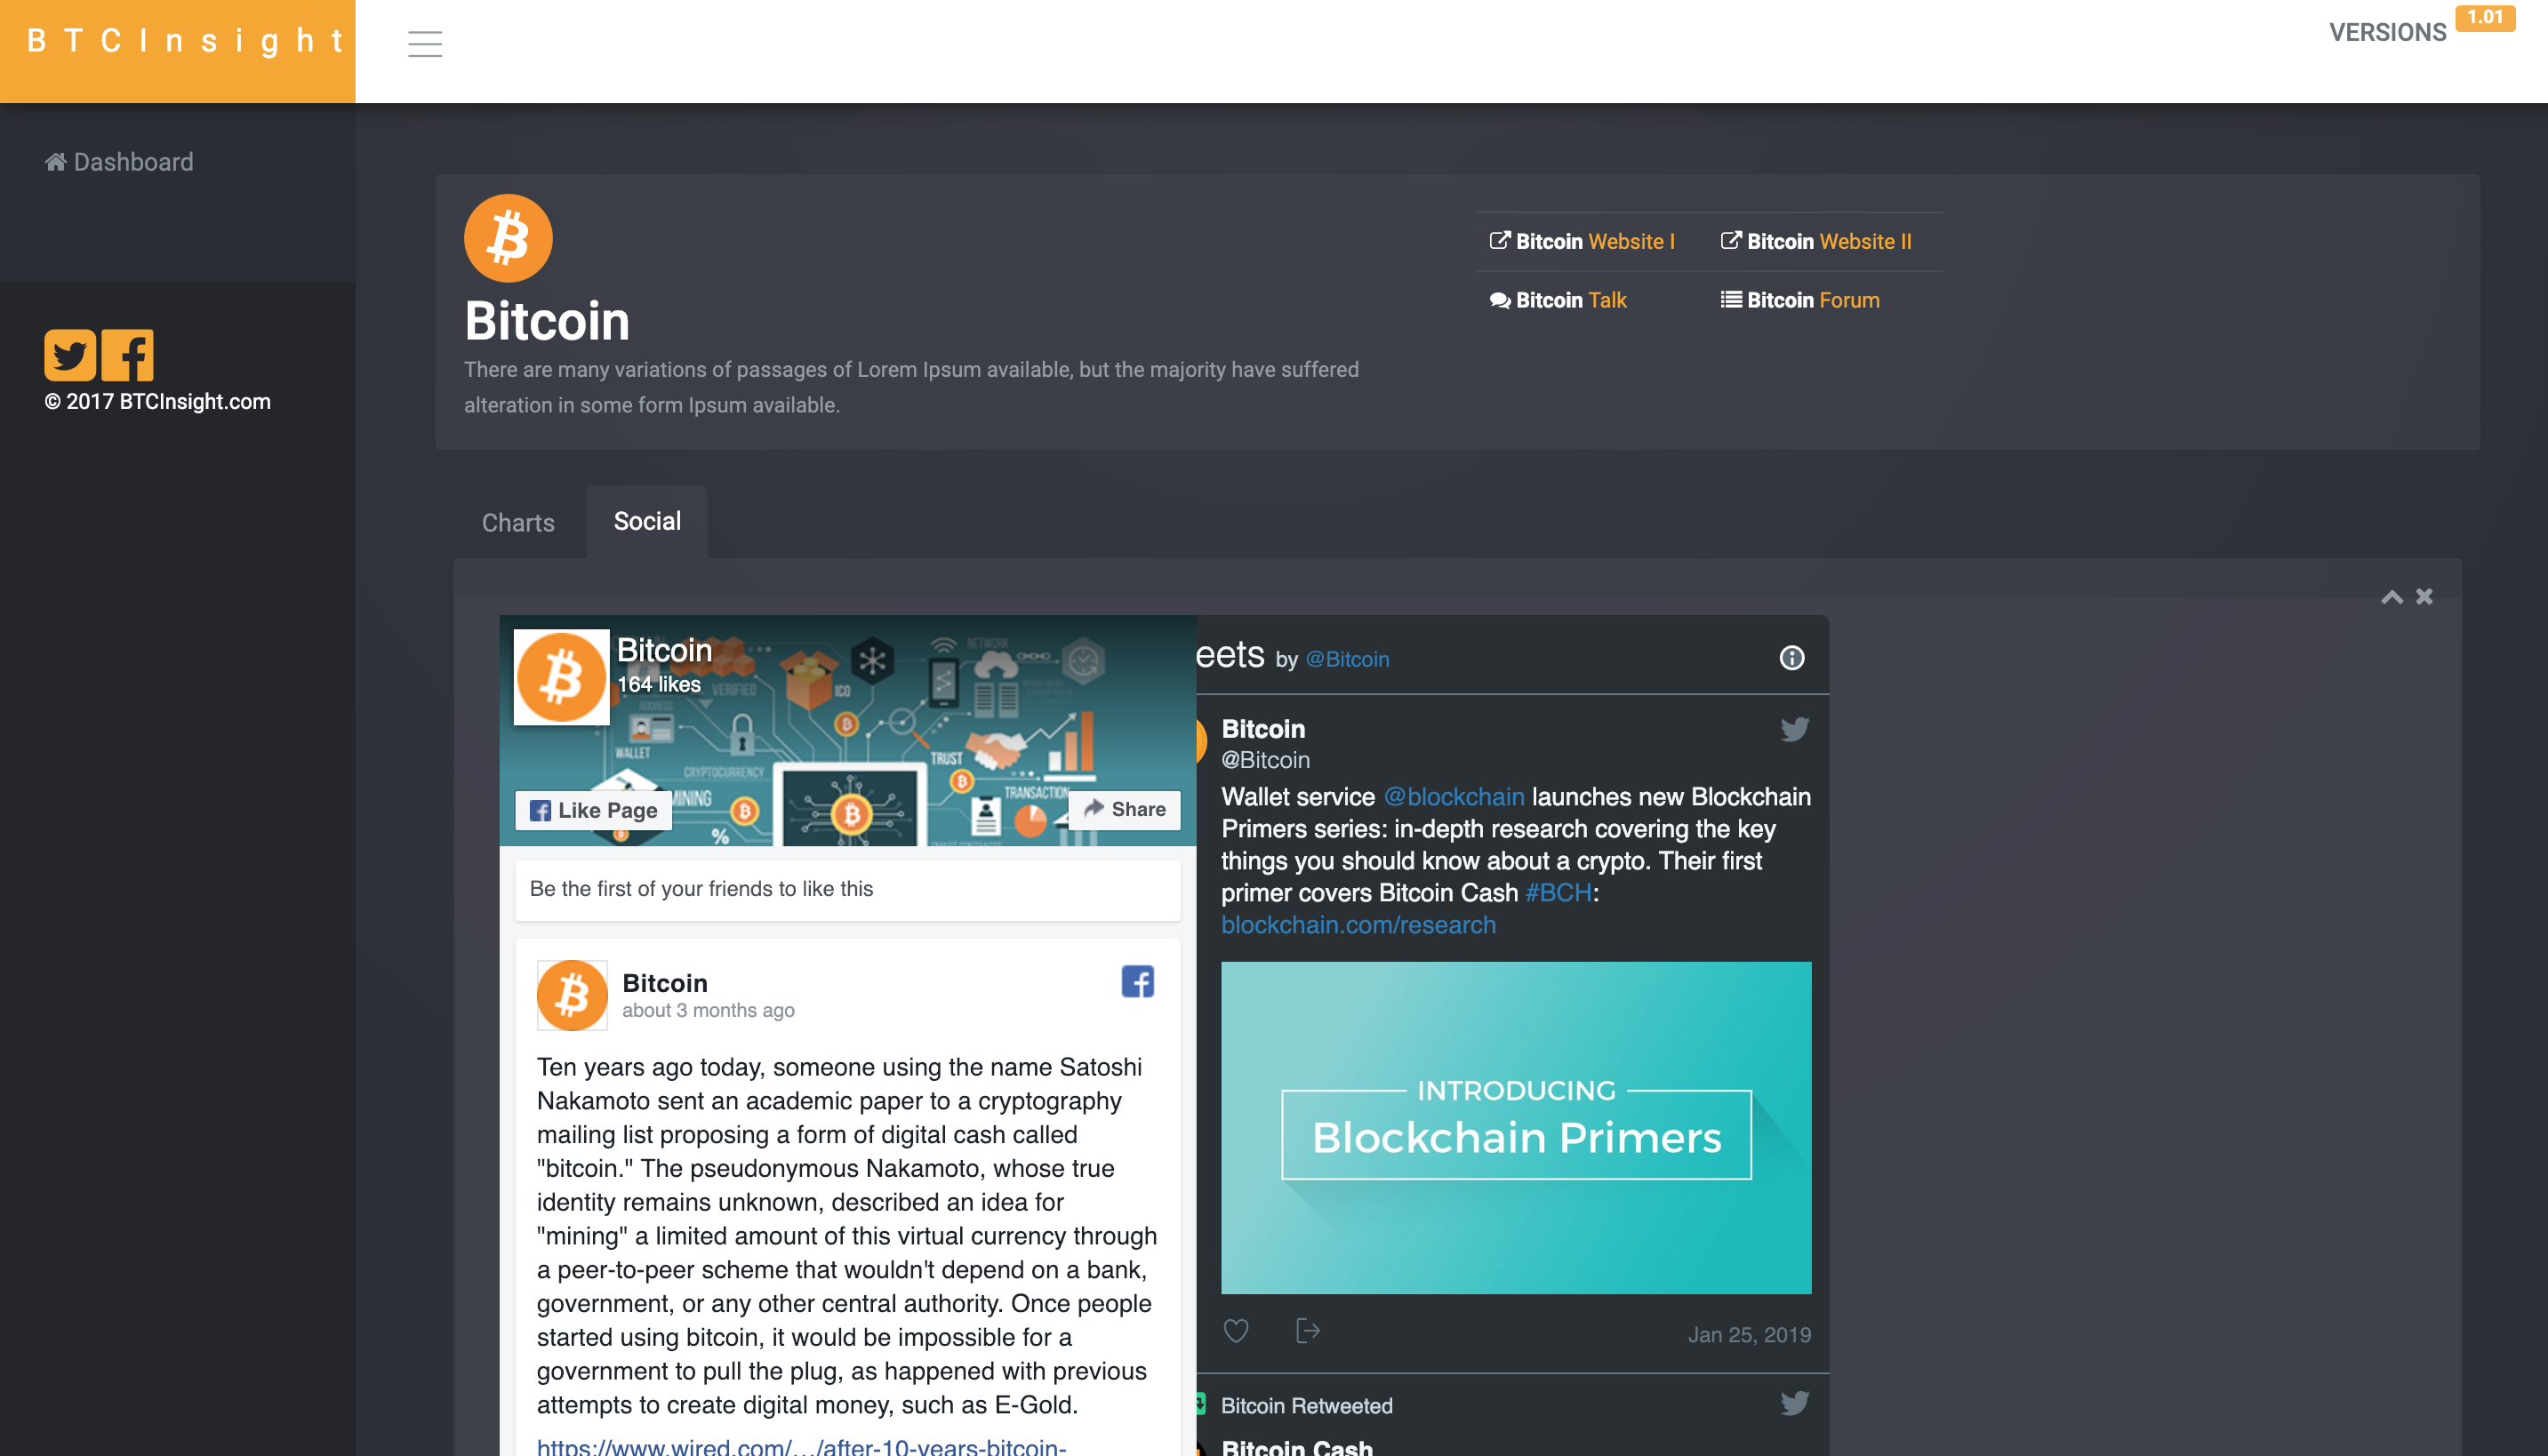 BTCInsight
VERSIONS 1.01
Dashboard
© 2017 BTCInsight.com
Bitcoin
There are many variations of passages of Lorem Ipsum available, but the majority have suffered
alteration in some form Ipsum available.
Bitcoin Website I
Bitcoin Website II
Bitcoin Talk
Bitcoin Forum
Charts
Social
Bitcoin
164 likes
NETWORK
VERIFIED
ICO
ADDRESS
WALLET
CRYPTOCURRENCY
TRUST
MINING
TRANSACTION
%
Like Page
Share
Be the first of your friends to like this
Bitcoin
about 3 months ago
Ten years ago today, someone using the name Satoshi
Nakamoto sent an academic paper to a cryptography
mailing list proposing a form of digital cash called
"bitcoin." The pseudonymous Nakamoto, whose true
identity remains unknown, described an idea for
"mining" a limited amount of this virtual currency through
a peer-to-peer scheme that wouldn't depend on a bank,
government, or any other central authority. Once people
started using bitcoin, it would be impossible for a
government to pull the plug, as happened with previous
attempts to create digital money, such as E-Gold.
https://www.wired.com/.../after-10-years-bitcoin-
eets by @Bitcoin
Bitcoin
@Bitcoin
Wallet service @blockchain launches new Blockchain
Primers series: in-depth research covering the key
things you should know about a crypto. Their first
primer covers Bitcoin Cash #BCH:
blockchain.com/research
INTRODUCING
Blockchain Primers
Jan 25, 2019
Bitcoin Retweeted
Bitcoin Cash